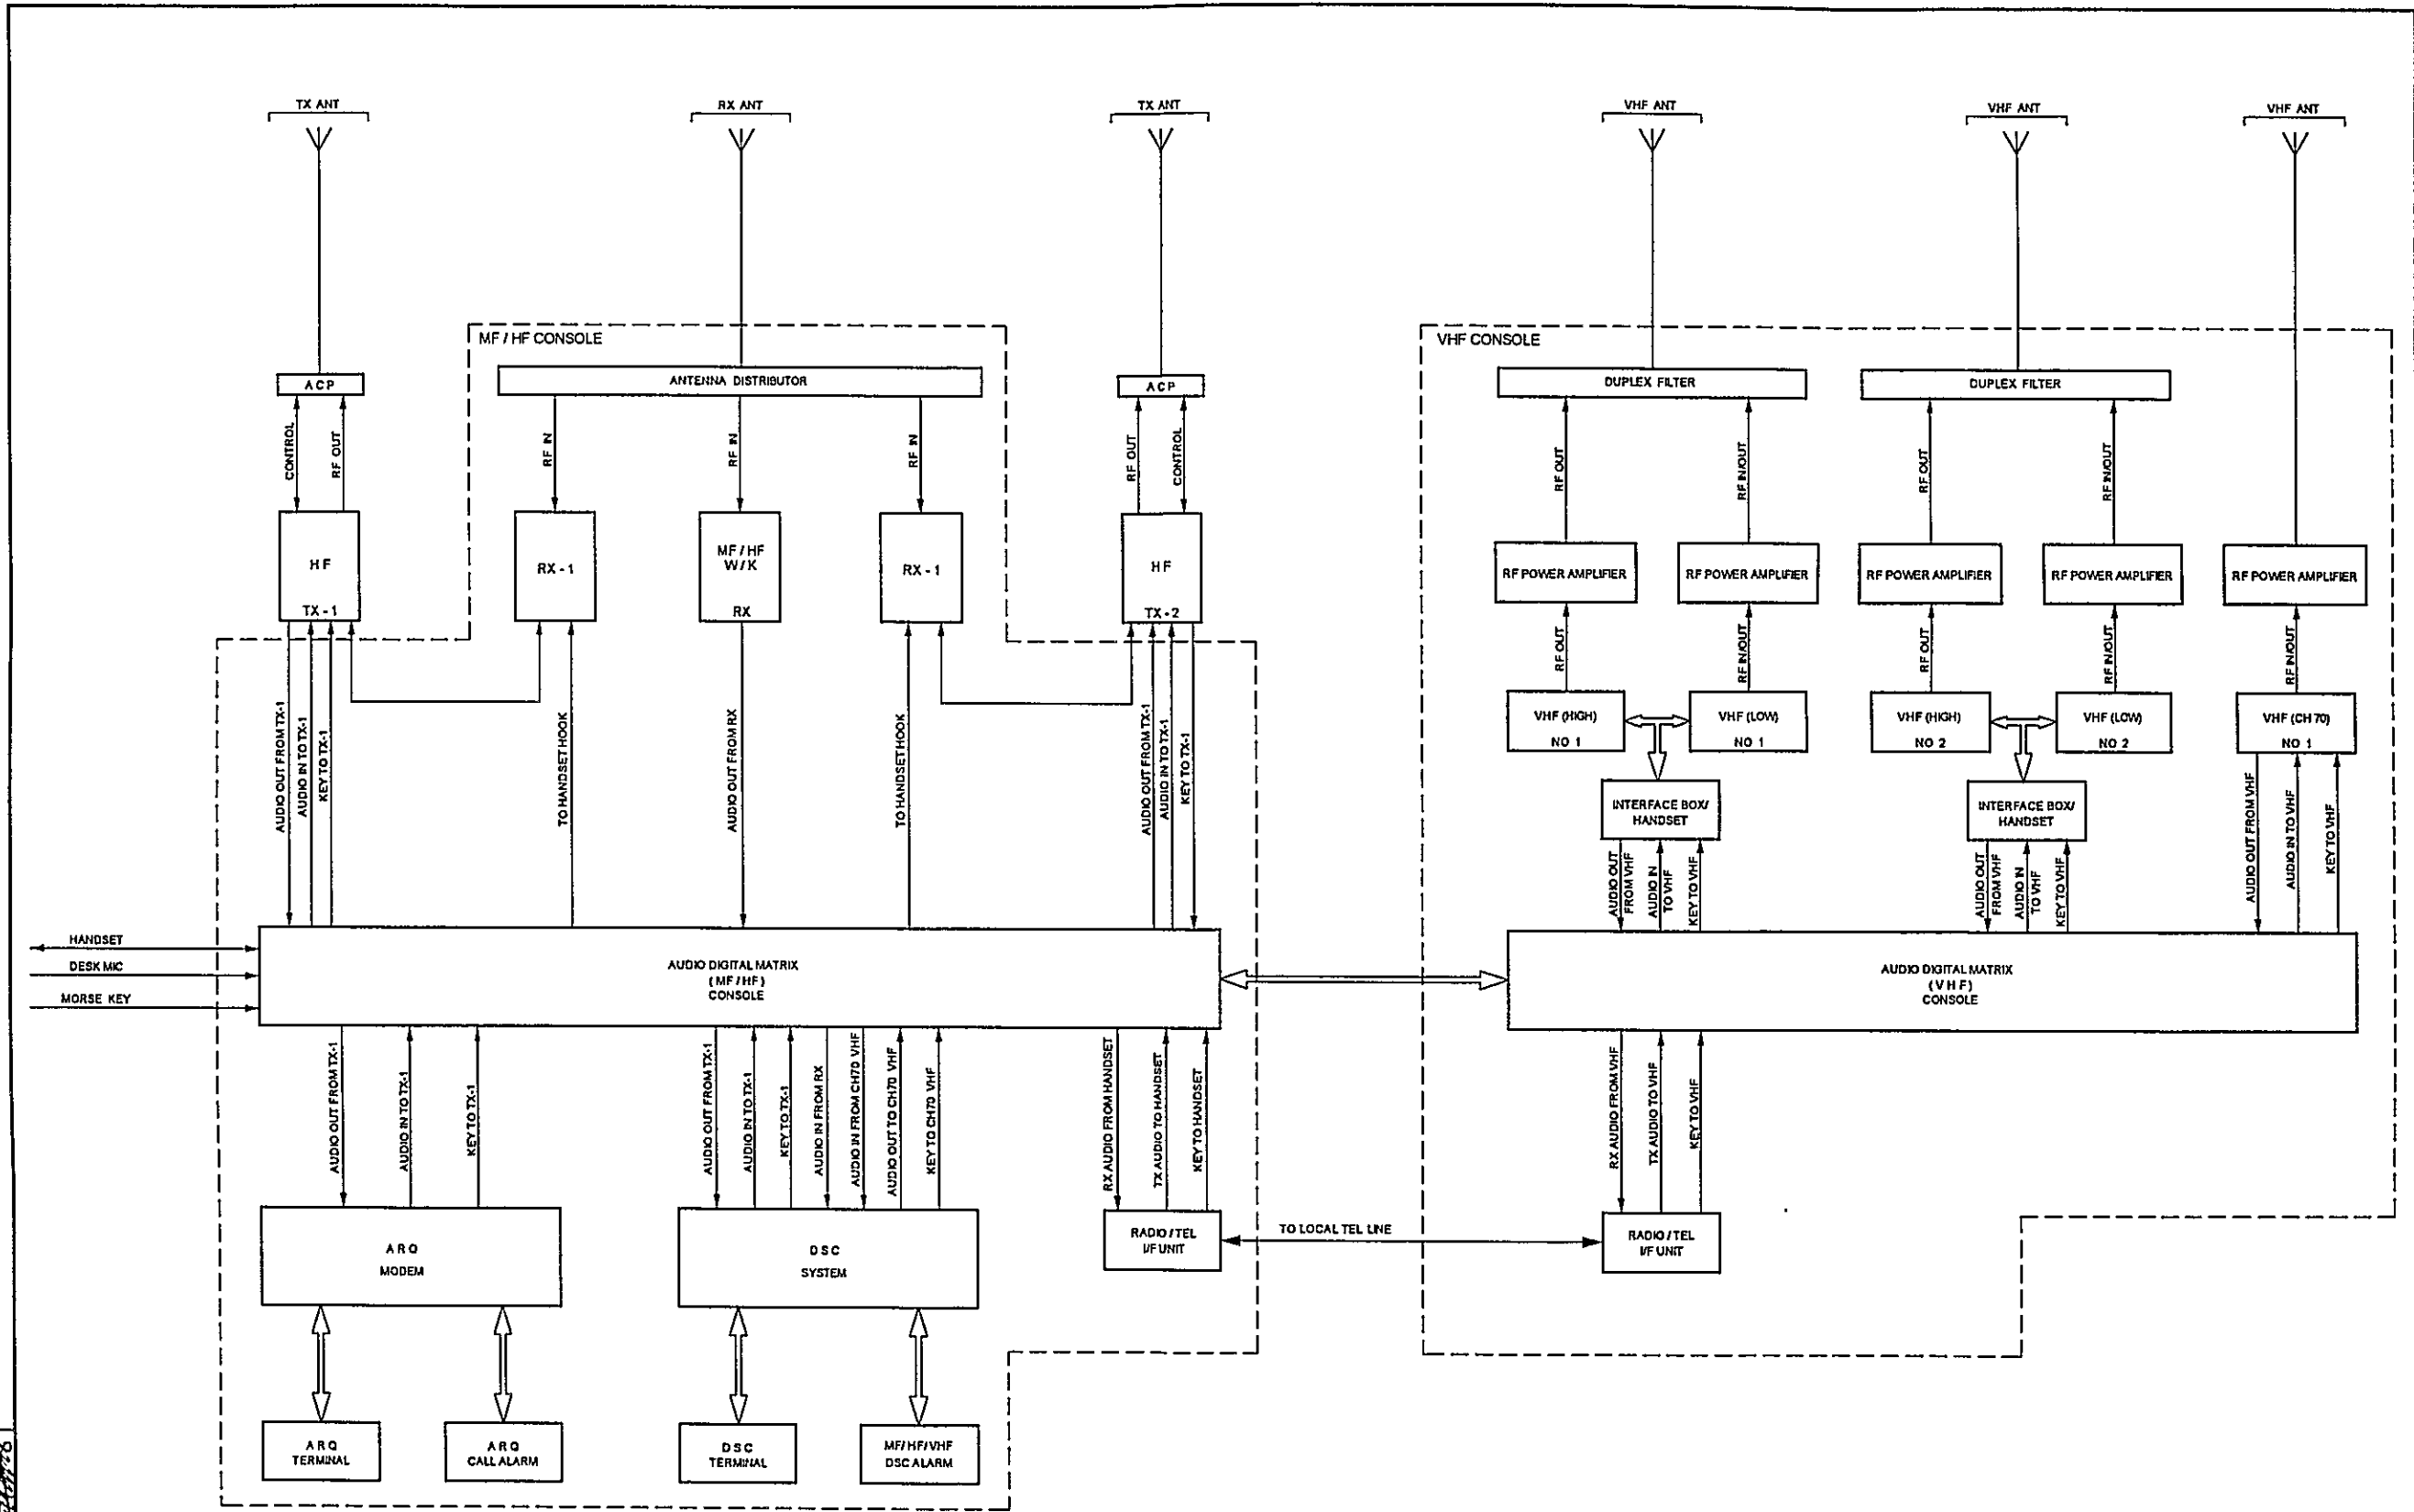 TX ANT
RX ANT
TX ANT
VHF ANT
VHF ANT
VHF ANT
MF / HF CONSOLE
VHF CONSOLE
ACP
ANTENNA DISTRIBUTOR
ACP
DUPLEX FILTER
DUPLEX FILTER
CONTROL
RF OUT
RF IN
RF IN
RF IN
RF OUT
CONTROL
RF OUT
RF IN/OUT
RF OUT
RF IN/OUT
HF
TX - 1
RX - 1
MF / HF
W / K
RX
RX - 1
HF
TX - 2
RF POWER AMPLIFIER
RF POWER AMPLIFIER
RF POWER AMPLIFIER
RF POWER AMPLIFIER
RF POWER AMPLIFIER
RF OUT
RF IN/OUT
RF OUT
RF IN/OUT
RF IN/OUT
VHF (HIGH)
NO 1
VHF (LOW)
NO 1
VHF (HIGH)
NO 2
VHF (LOW)
NO 2
VHF (CH 70)
NO 1
AUDIO OUT FROM TX-1
AUDIO IN TO TX-1
KEY TO TX-1
TO HANDSET HOOK
AUDIO OUT FROM RX
TO HANDSET HOOK
AUDIO OUT FROM TX-1
AUDIO IN TO TX-1
KEY TO TX-1
INTERFACE BOX/
HANDSET
INTERFACE BOX/
HANDSET
AUDIO OUT
FROM VHF
AUDIO IN
TO VHF
KEY TO VHF
AUDIO OUT
FROM VHF
AUDIO IN
TO VHF
KEY TO VHF
AUDIO OUT FROM VHF
AUDIO IN TO VHF
KEY TO VHF
HANDSET
DESK MIC
MORSE KEY
AUDIO DIGITAL MATRIX
( MF / HF )
CONSOLE
AUDIO DIGITAL MATRIX
( V H F )
CONSOLE
AUDIO OUT FROM TX-1
AUDIO IN TO TX-1
KEY TO TX-1
AUDIO OUT FROM TX-1
AUDIO IN TO TX-1
KEY TO TX-1
AUDIO IN FROM RX
AUDIO IN FROM CH70 VHF
AUDIO OUT TO CH70 VHF
KEY TO CH70 VHF
RX AUDIO FROM HANDSET
TX AUDIO TO HANDSET
KEY TO HANDSET
RX AUDIO FROM VHF
TX AUDIO TO VHF
KEY TO VHF
ARQ
MODEM
DSC
SYSTEM
RADIO / TEL
I/F UNIT
TO LOCAL TEL LINE
RADIO / TEL
I/F UNIT
ARQ
TERMINAL
ARQ
CALL ALARM
DSC
TERMINAL
MF/ HF / VHF
DSC ALARM